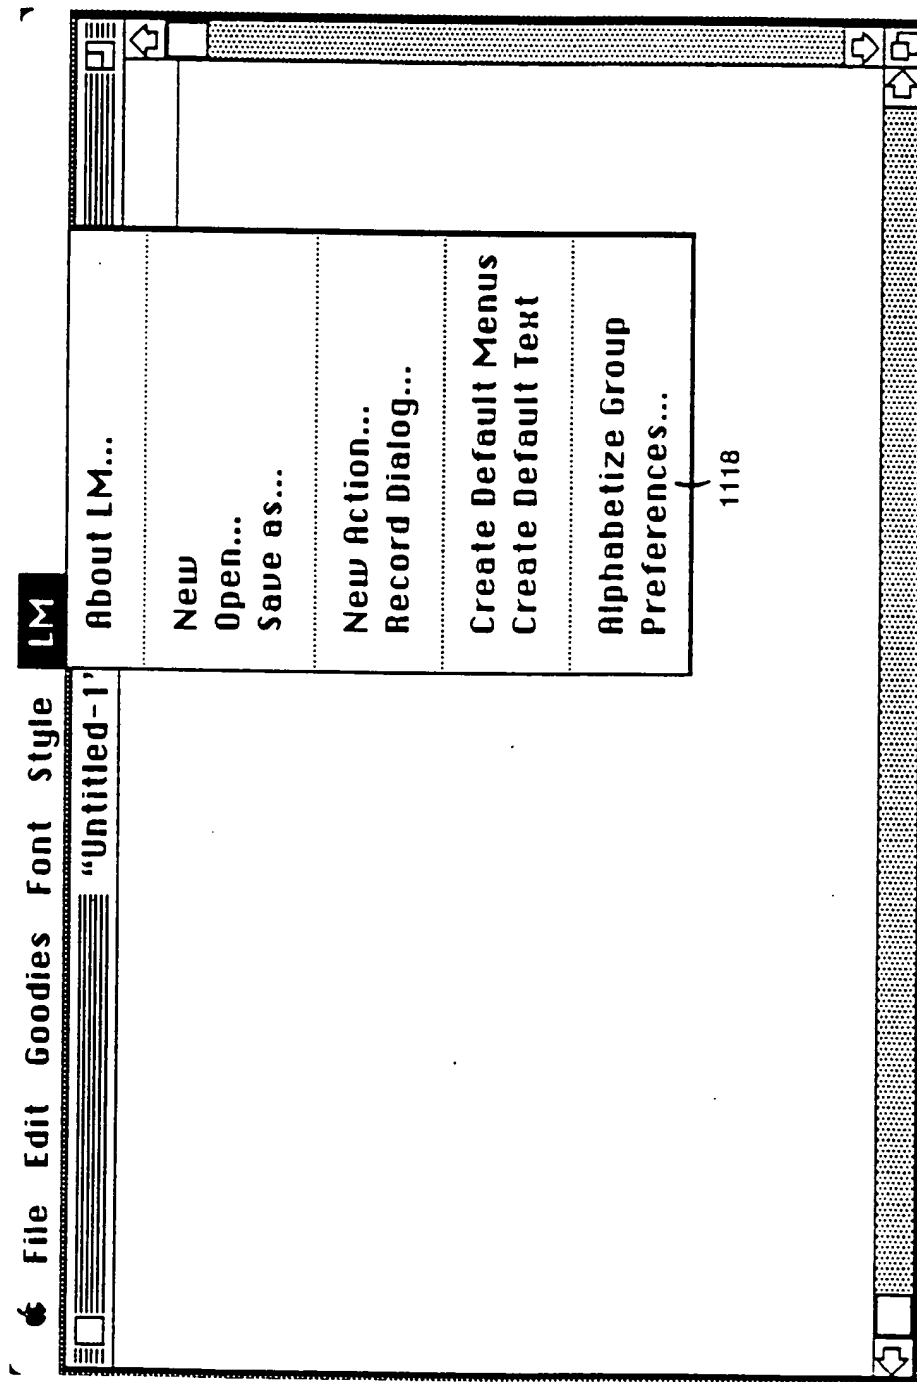 File Edit Goodies Font Style LM
"Untitled-1'
About LM...
New
Open...
Save as...
New Action...
Record Dialog...
Create Default Menus
Create Default Text
Alphabetize Group
Preferences...
1118